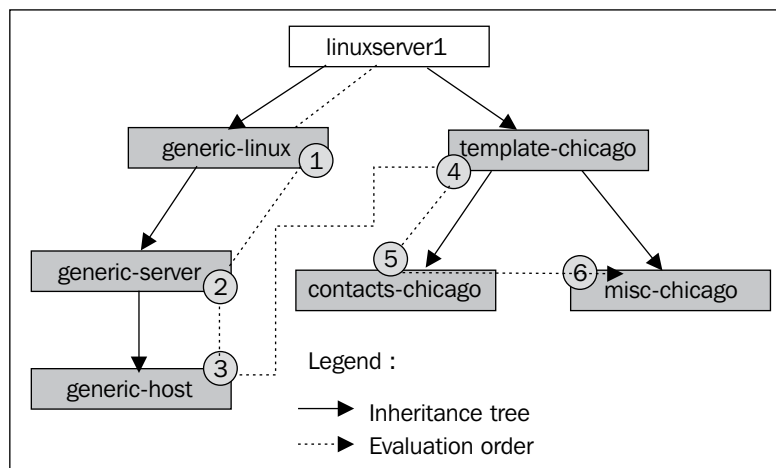 linuxserver1
generic-linux
1
template-chicago
4
generic-server
2
5
contacts-chicago
6
misc-chicago
generic-host
3
Legend :
Inheritance tree
Evaluation order